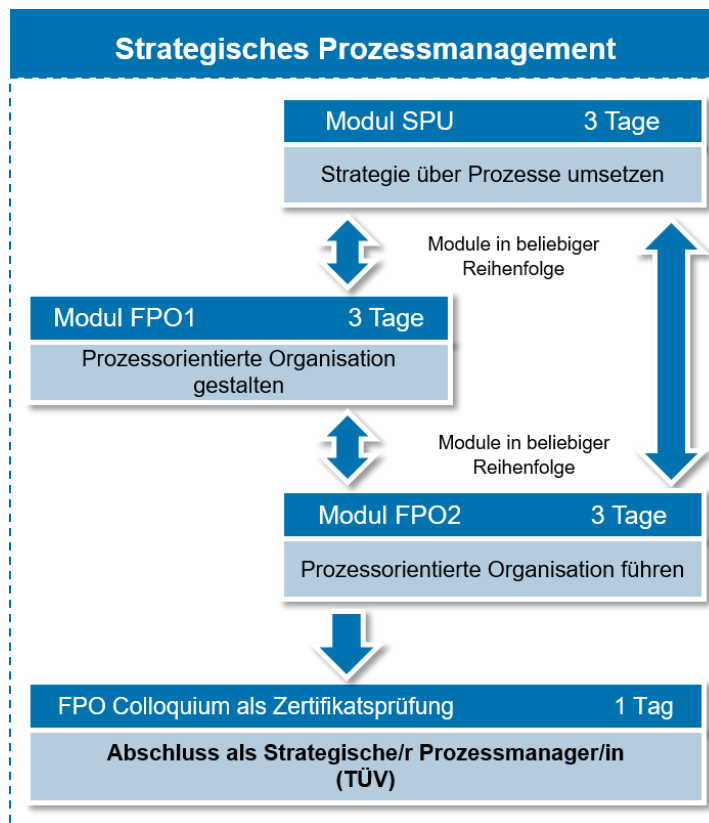 Strategisches Prozessmanagement
Modul SPU 3 Tage
Strategie über Prozesse umsetzen
Module in beliebiger
Reihenfolge
Modul FPO1 3 Tage
Prozessorientierte Organisation
gestalten
Module in beliebiger
Reihenfolge
Modul FPO2 3 Tage
Prozessorientierte Organisation führen
FPO Colloquium als Zertifikatsprüfung 1 Tag
Abschluss als Strategische/r Prozessmanager/in
(TÜV)